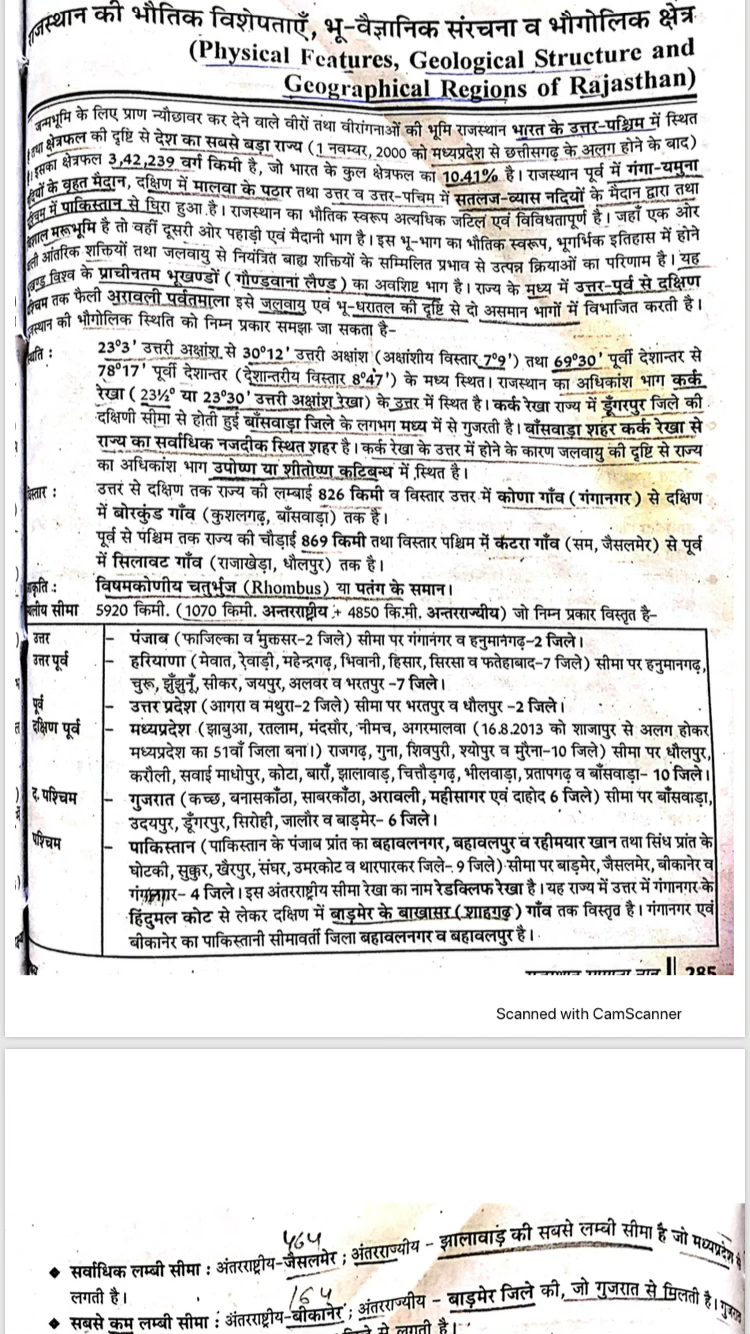 राजस्थान की भौतिक विशेषताएँ, भू-वैज्ञानिक संरचना व भौगोलिक क्षेत्र
(Physical Features, Geological Structure and
Geographical Regions of Rajasthan)
जन्मभूमि के लिए प्राण न्यौछावर कर देने वाले वीरों तथा वीरांगनाओं की भूमि राजस्थान भारत के उत्तर-पश्चिम में स्थित
तथा क्षेत्रफल की दृष्टि से देश का सबसे बड़ा राज्य (1 नवम्बर, 2000 को मध्यप्रदेश से छत्तीसगढ़ के अलग होने के बाद)
इसका क्षेत्रफल 3,42,239 वर्ग किमी है, जो भारत के कुल क्षेत्रफल का 10.41% है। राजस्थान पूर्व में गंगा-यमुना
के वृहत मैदान, दक्षिण में मालवा के पठार तथा उत्तर व उत्तर-पचिम में सतलज-व्यास नदियों के मैदान द्वारा तथा
में पाकिस्तान से घिरा हुआ है। राजस्थान का भौतिक स्वरूप अत्यधिक जटिल एवं विविधतापूर्ण है। जहाँ एक ओर
मरूभूमि है तो वहीं दूसरी ओर पहाड़ी एवं मैदानी भाग है। इस भू-भाग का भौतिक स्वरूप, भूगर्भिक इतिहास में होने
आंतरिक शक्तियों तथा जलवायु से नियंत्रित बाह्य शक्तियों के सम्मिलित प्रभाव से उत्पन्न क्रियाओं का परिणाम है। यह
विश्व के प्राचीनतम भूखण्डों (गौण्डवाना लैण्ड) का अवशिष्ट भाग है। राज्य के मध्य में उत्तर-पूर्व से दक्षिण
तक फैली अरावली पर्वतमाला इसे जलवायु एवं भू-धरातल की दृष्टि से दो असमान भागों में विभाजित करती है।
की भौगोलिक स्थिति को निम्न प्रकार समझा जा सकता है-
23°3' उत्तरी अक्षांश से 30°12' उत्तरी अक्षांश (अक्षांशीय विस्तार 7°9') तथा 69°30' पूर्वी देशान्तर से
78°17' पूर्वी देशान्तर (देशान्तरीय विस्तार 8°47') के मध्य स्थित। राजस्थान का अधिकांश भाग कर्क
रेखा (23½° या 23°30' उत्तरी अक्षांश रेखा) के उत्तर में स्थित है। कर्क रेखा राज्य में डूँगरपुर जिले की
दक्षिणी सीमा से होती हुई बाँसवाड़ा जिले के लगभग मध्य में से गुजरती है। बाँसवाड़ा शहर कर्क रेखा से
राज्य का सर्वाधिक नजदीक स्थित शहर है। कर्क रेखा के उत्तर में होने के कारण जलवायु की दृष्टि से राज्य
का अधिकांश भाग उपोष्ण या शीतोष्ण कटिबन्ध में स्थित है।
उत्तर से दक्षिण तक राज्य की लम्बाई 826 किमी व विस्तार उत्तर में कोणा गाँव (गंगानगर) से दक्षिण
में बोरकुंड गाँव (कुशलगढ़, बाँसवाड़ा) तक है।
पूर्व से पश्चिम तक राज्य की चौड़ाई 869 किमी तथा विस्तार पश्चिम में कटरा गाँव (सम, जैसलमेर) से पूर्व
में सिलावट गाँव (राजाखेड़ा, धौलपुर) तक है।
विषमकोणीय चतुर्भुज (Rhombus) या पतंग के समान।
सीमा 5920 किमी. (1070 किमी. अन्तरराष्ट्रीय + 4850 कि.मी. अन्तरराज्यीय) जो निम्न प्रकार विस्तृत है-
उत्तर – पंजाब (फाजिल्का व मुक्तसर-2 जिले) सीमा पर गंगानगर व हनुमानगढ़-2 जिले।
उत्तर पूर्व – हरियाणा (मेवात, रेवाड़ी, महेन्द्रगढ़, भिवानी, हिसार, सिरसा व फतेहाबाद-7 जिले) सीमा पर हनुमानगढ़,
चुरू, झुँझुनूँ, सीकर, जयपुर, अलवर व भरतपुर -7 जिले।
पूर्व – उत्तर प्रदेश (आगरा व मथुरा-2 जिले) सीमा पर भरतपुर व धौलपुर -2 जिले।
दक्षिण पूर्व – मध्यप्रदेश (झाबुआ, रतलाम, मंदसौर, नीमच, अगरमालवा (16.8.2013 को शाजापुर से अलग होकर
मध्यप्रदेश का 51वाँ जिला बना।) राजगढ़, गुना, शिवपुरी, श्योपुर व मुरैना-10 जिले) सीमा पर धौलपुर,
करौली, सवाई माधोपुर, कोटा, बाराँ, झालावाड़, चित्तौड़गढ़, भीलवाड़ा, प्रतापगढ़ व बाँसवाड़ा- 10 जिले।
द. पश्चिम – गुजरात (कच्छ, बनासकाँठा, साबरकाँठा, अरावली, महीसागर एवं दाहोद 6 जिले) सीमा पर बाँसवाड़ा,
उदयपुर, डूँगरपुर, सिरोही, जालौर व बाड़मेर- 6 जिले।
पश्चिम – पाकिस्तान (पाकिस्तान के पंजाब प्रांत का बहावलनगर, बहावलपुर व रहीमयार खान तथा सिंध प्रांत के
घोटकी, सुकुर, खैरपुर, संघर, उमरकोट व थारपारकर जिले- 9 जिले) सीमा पर बाड़मेर, जैसलमेर, बीकानेर व
गंगानगर- 4 जिले। इस अंतरराष्ट्रीय सीमा रेखा का नाम रेडक्लिफ रेखा है। यह राज्य में उत्तर में गंगानगर के
हिंदुमल कोट से लेकर दक्षिण में बाड़मेर के बाखासर (शाहगढ़) गाँव तक विस्तृत है। गंगानगर एवं
बीकानेर का पाकिस्तानी सीमावर्ती जिला बहावलनगर व बहावलपुर है।
285
Scanned with CamScanner
464
◆ सर्वाधिक लम्बी सीमा : अंतरराष्ट्रीय-जैसलमेर ; अंतरराज्यीय - झालावाड़ की सबसे लम्बी सीमा है जो मध्यप्रदेश
लगती है।
164
◆ सबसे कम लम्बी सीमा : अंतरराष्ट्रीय-बीकानेर ; अंतरराज्यीय - बाड़मेर जिले की, जो गुजरात से मिलती है।
से लगती है।